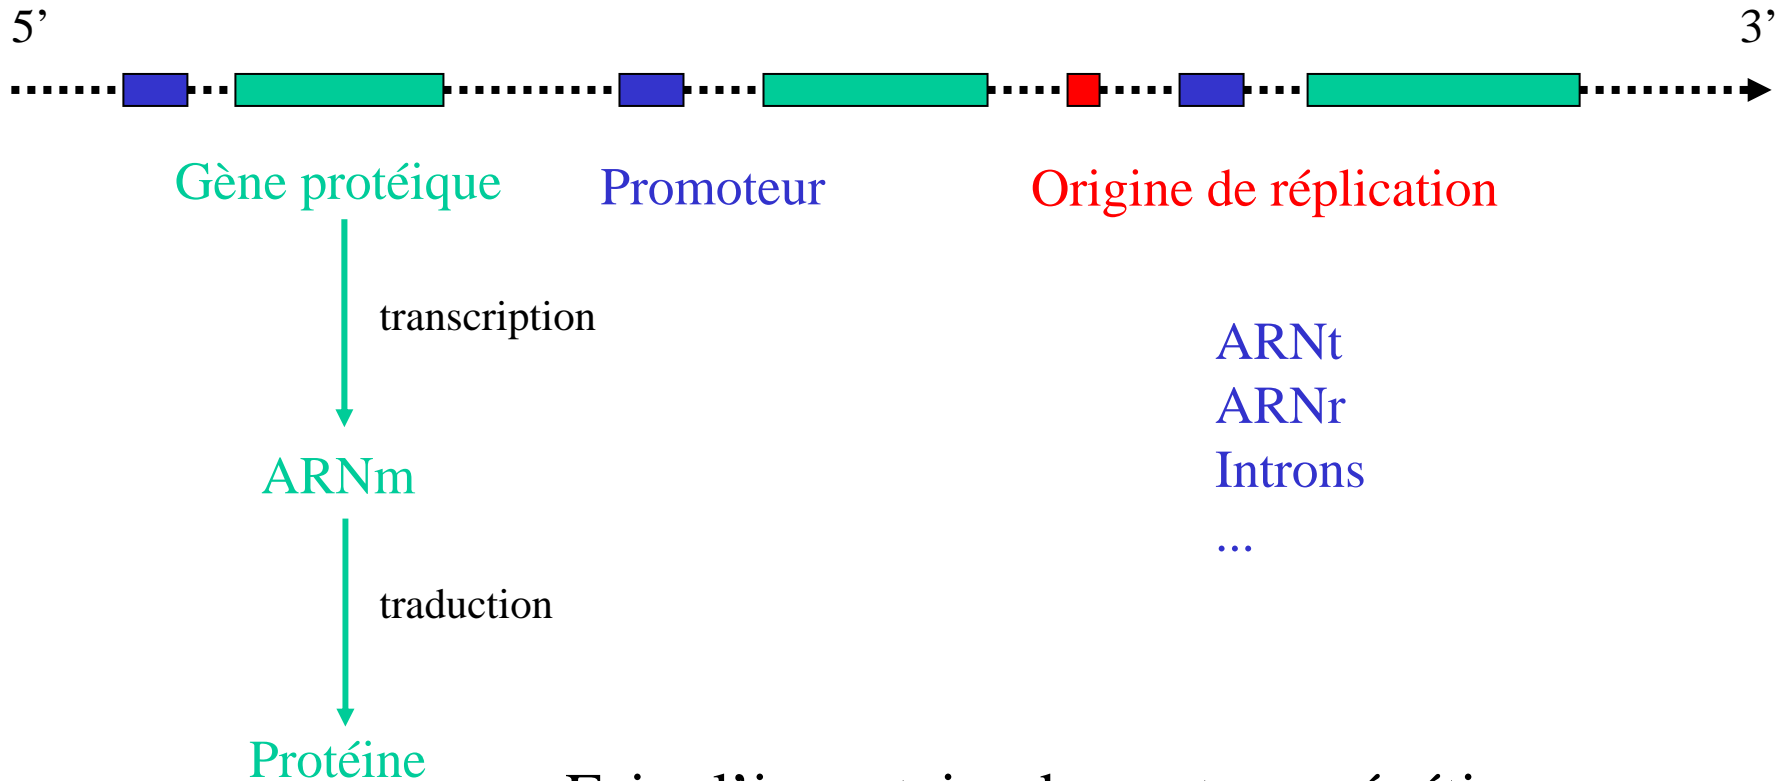 5’
3’
Gène protéique
Promoteur
Origine de réplication
transcription
ARNt
ARNr
Introns
...
ARNm
traduction
Protéine